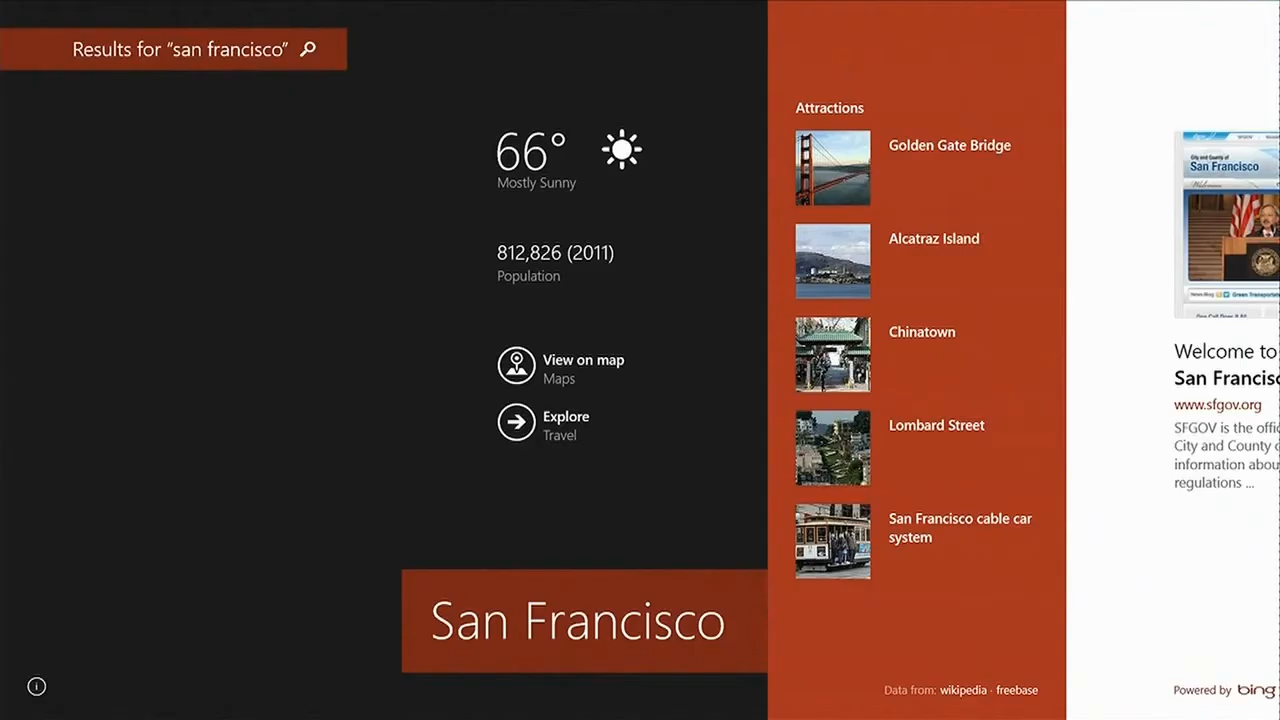 Results for “san francisco”
66°
Mostly Sunny
812,826 (2011)
Population
View on map
Maps
Explore
Travel
San Francisco
Attractions
Golden Gate Bridge
Alcatraz Island
Chinatown
Lombard Street
San Francisco cable car
system
Data from: wikipedia · freebase
City and County of
San Francisco
Welcome
Welcome to
San Francisc
www.sfgov.org
SFGOV is the offic
City and County o
information abou
regulations ...
Powered by bing